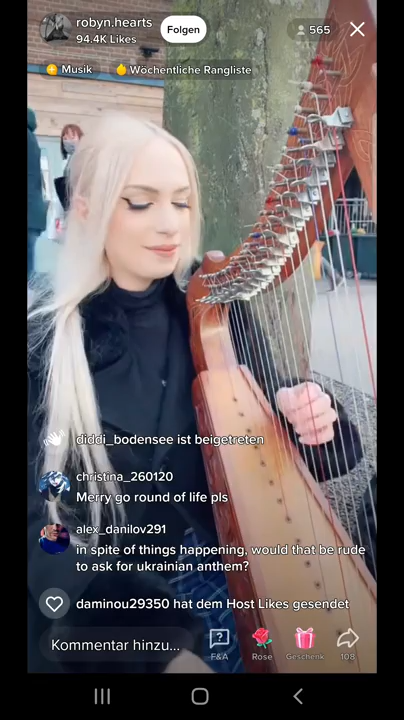 robyn.hearts
94.4K Likes
Folgen
565
Musik
Wöchentliche Rangliste
diddi_bodensee ist beigetreten
christina_260120
Merry go round of life pls
alex_danilov291
in spite of things happening, would that be rude
to ask for ukrainian anthem?
daminou29350 hat dem Host Likes gesendet
Kommentar hinzu...
F&A
Rose
Geschenk
108